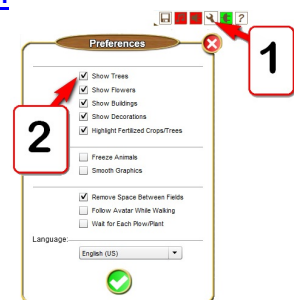 1
Preferences
Show Trees
Show Flowers
Show Buildings
Show Decorations
Highlight Fertilized Crops/Trees
2
Freeze Animals
Smooth Graphics
Remove Space Between Fields
Follow Avatar While Walking
Wait for Each Plow/Plant
Language:
English (US)